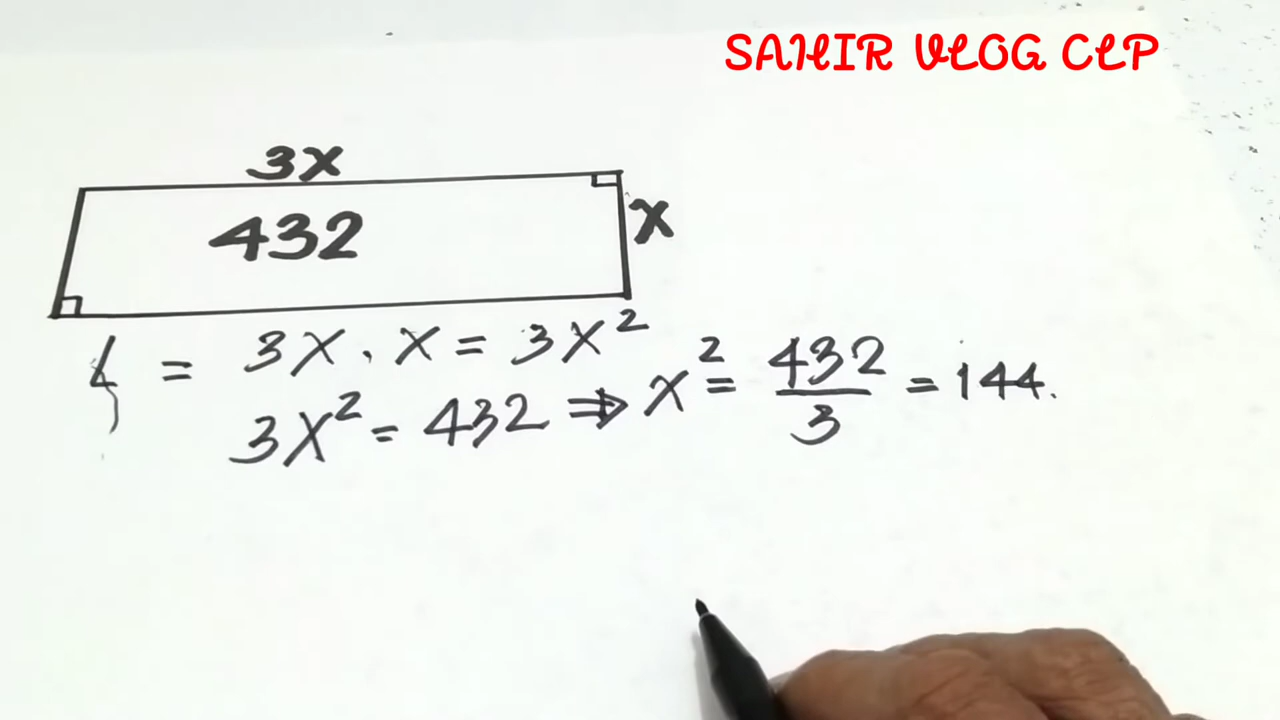 SAHIR VLOG CLP
3X
432
X
= 3X . X = 3X²
3X² = 432 ⇒ X² = 432/3 = 144.